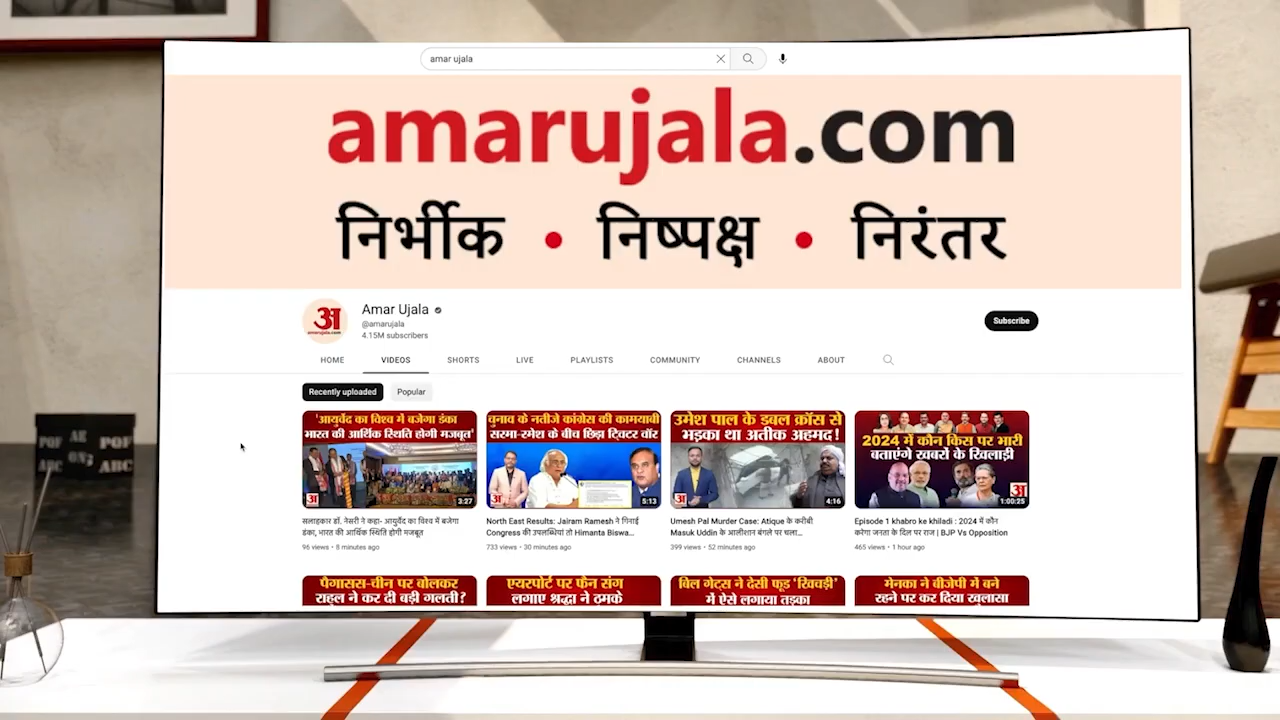 amar ujala
amarujala.com
निर्भीक • निष्पक्ष • निरंतर
अ
amarujala.com
Amar Ujala
@amarujala
4.15M subscribers
Subscribe
HOME VIDEOS SHORTS LIVE PLAYLISTS COMMUNITY CHANNELS ABOUT
Recently uploaded Popular
'आयुर्वेद का विश्व में बजेगा डंका
भारत की आर्थिक स्थिति होगी मजबूत'
अ
3:27
सलाहकार डॉ. नेसरी ने कहा- आयुर्वेद का विश्व में बजेगा
डंका, भारत की आर्थिक स्थिति होगी मजबूत
96 views • 8 minutes ago
चुनाव के नतीजे कांग्रेस की कामयाबी
सरमा-रमेश के बीच छिड़ा ट्विटर वॉर
अ
5:13
North East Results: Jairam Ramesh ने गिनाई
Congress की उपलब्धियां तो Himanta Biswa...
733 views • 30 minutes ago
उमेश पाल के डबल क्रॉस से
भड़का था अतीक अहमद!
अ
4:16
Umesh Pal Murder Case: Atique के करीबी
Masuk Uddin के आलीशान बंगले पर चला...
399 views • 52 minutes ago
2024 में कौन किस पर भारी
बताएंगे खबरों के खिलाड़ी
अ
1:00:25
Episode 1 khabro ke khiladi : 2024 में कौन
करेगा जनता के दिल पर राज | BJP Vs Opposition
465 views • 1 hour ago
पैगासस-चीन पर बोलकर
राहुल ने कर दी बड़ी गलती?
एयरपोर्ट पर फैन संग
लगाए श्रद्धा ने ठुमके
बिल गेट्स ने देसी फूड 'खिचड़ी'
में ऐसे लगाया तड़का
मेनका ने बीजेपी में बने
रहने पर कर दिया खुलासा